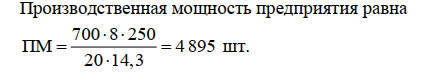 Производственная мощность предприятия равна
ПМ = 700·8·250 / 20·14,3 = 4 895 шт.